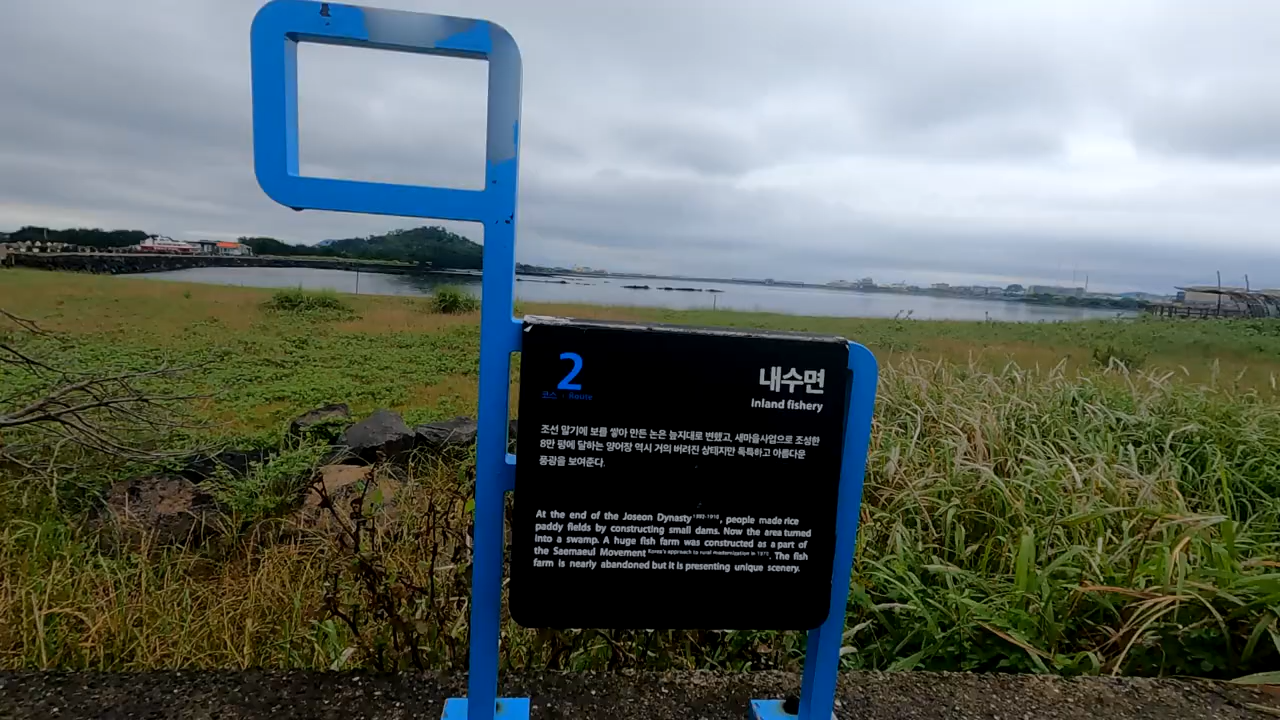 2
코스 · Route
내수면
Inland fishery
조선 말기에 보를 쌓아 만든 논은 늪지대로 변했고, 새마을사업으로 조성한
8만 평에 달하는 양어장 역시 거의 버려진 상태지만 독특하고 아름다운
풍광을 보여준다.
At the end of the Joseon Dynasty 1392-1910, people made rice
paddy fields by constructing small dams. Now the area turned
into a swamp. A huge fish farm was constructed as a part of
the Saemaeul Movement Korea's approach to rural modernization in 1970. The fish
farm is nearly abandoned but it is presenting unique scenery.